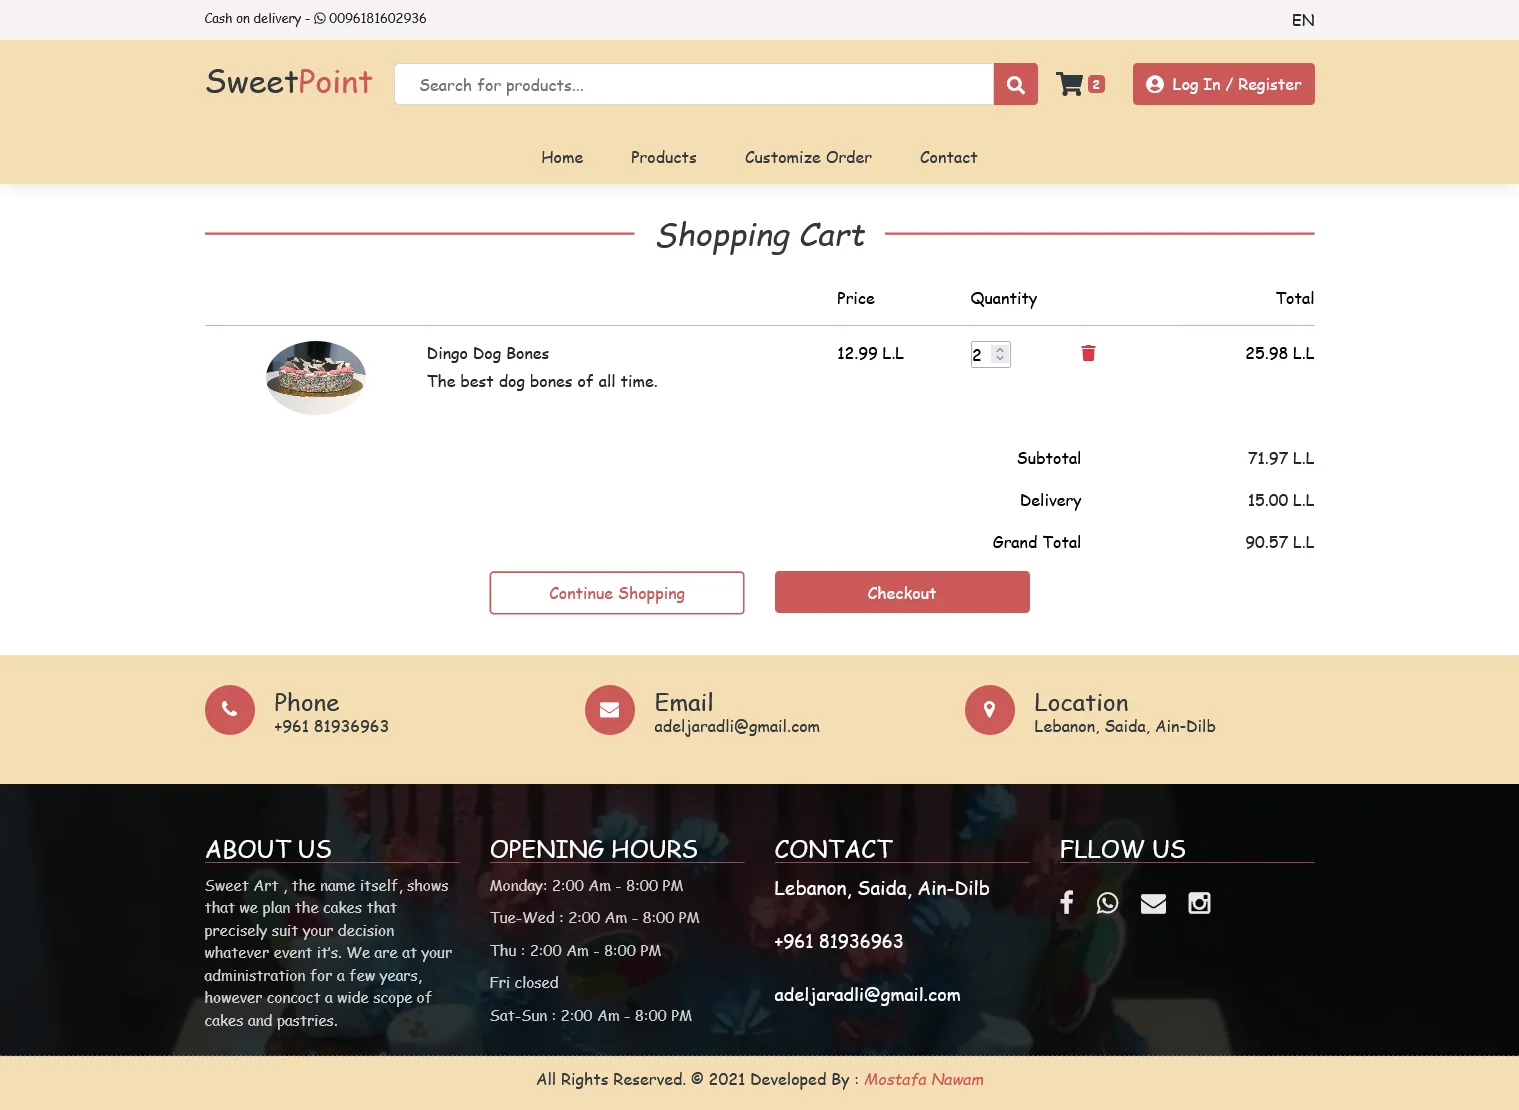 Cash on delivery - 0096181602936
EN
SweetPoint
Search for products...
2
Log In / Register
Home
Products
Customize Order
Contact
Shopping Cart
Price
Quantity
Total
Dingo Dog Bones
The best dog bones of all time.
12.99 L.L
2
25.98 L.L
Subtotal
71.97 L.L
Delivery
15.00 L.L
Grand Total
90.57 L.L
Continue Shopping
Checkout
Phone
+961 81936963
Email
adeljaradli@gmail.com
Location
Lebanon, Saida, Ain-Dilb
ABOUT US
Sweet Art , the name itself, shows
that we plan the cakes that
precisely suit your decision
whatever event it's. We are at your
administration for a few years,
however concoct a wide scope of
cakes and pastries.
OPENING HOURS
Monday: 2:00 Am - 8:00 PM
Tue-Wed : 2:00 Am - 8:00 PM
Thu : 2:00 Am - 8:00 PM
Fri closed
Sat-Sun : 2:00 Am - 8:00 PM
CONTACT
Lebanon, Saida, Ain-Dilb
+961 81936963
adeljaradli@gmail.com
FLLOW US
All Rights Reserved. © 2021 Developed By : Mostafa Nawam